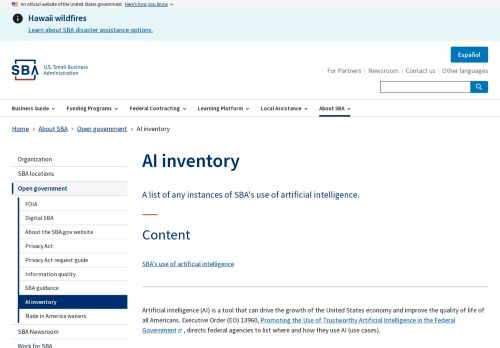 An official website of the United States government Here's how you know
Hawaii wildfires
Learn about SBA disaster assistance options.
Español
SBA U.S. Small Business
Administration
For Partners Newsroom Contact us Other languages
Business Guide Funding Programs Federal Contracting Learning Platform Local Assistance About SBA
Home About SBA Open government AI inventory
Organization
SBA locations
Open government
FOIA
Digital SBA
About the SBA.gov website
Privacy Act
Privacy Act request guide
Information quality
SBA guidance
AI inventory
Made in America waivers
SBA Newsroom
Work for SBA
AI inventory
A list of any instances of SBA's use of artificial intelligence.
Content
SBA's use of artificial intelligence
Artificial intelligence (AI) is a tool that can drive the growth of the United States economy and improve the quality of life of
all Americans. Executive Order (EO) 13960, Promoting the Use of Trustworthy Artificial Intelligence in the Federal
Government , directs federal agencies to list where and how they use AI (use cases).